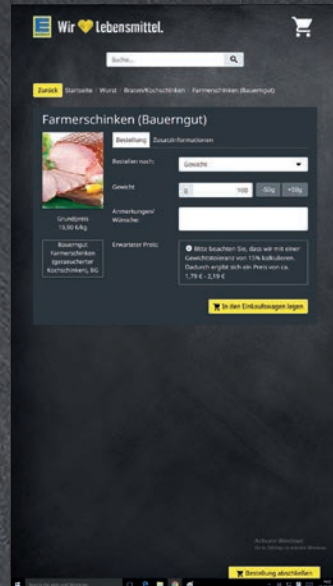 Wir Lebensmittel.
Suche...
Zurück Startseite / Wurst / Braten/Kochschinken / Farmerschinken (Bauerngut)
Farmerschinken (Bauerngut)
Bestellung Zusatzinformationen
Bestellen nach: Gewicht
Gewicht g 100 -50g +50g
Grundpreis
19,90 €/kg
Anmerkungen/
Wünsche:
Bauerngut
Farmerschinken
(geräucherter
Kochschinken), BG
Erwarteter Preis:
Bitte beachten Sie, dass wir mit einer
Gewichtstoleranz von 15% kalkulieren.
Dadurch ergibt sich ein Preis von ca.
1,79 € - 2,19 €
In den Einkaufswagen legen
Activate Windows
Bestellung abschließen